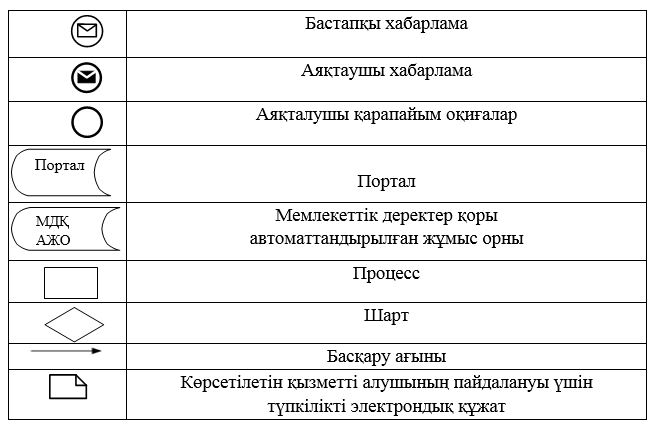 Бастапқы хабарлама
Аяқтаушы хабарлама
Аяқталушы қарапайым оқиғалар
Портал
Портал
МДҚ
АЖО
Мемлекеттік деректер қоры
автоматтандырылған жұмыс орны
Процесс
Шарт
Басқару ағыны
Көрсетілетін қызметті алушының пайдалануы үшін
түпкілікті электрондық құжат